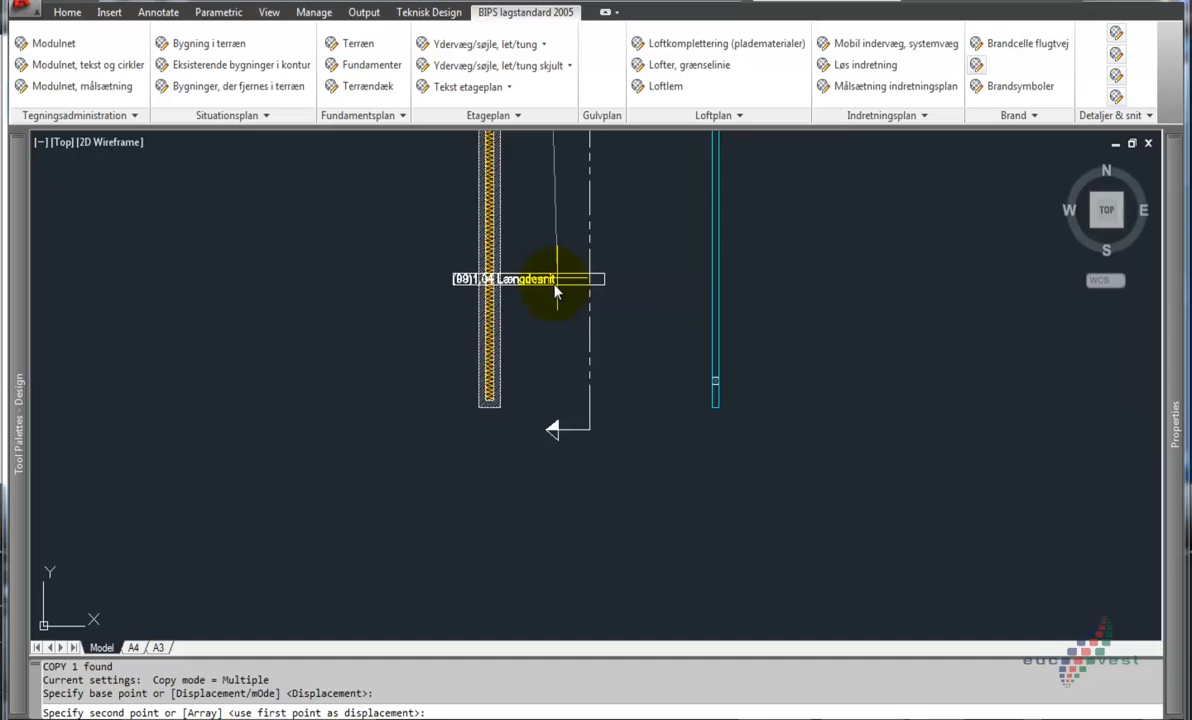 Home Insert Annotate Parametric View Manage Output Teknisk Design BIPS lagstandard 2005
Modulnet Bygning i terræn Terræn Ydervæg/søjle, let/tung Loftkomplettering (pladematerialer) Mobil indervæg, systemvæg Brandcelle flugtvej
Modulnet, tekst og cirkler Eksisterende bygninger i kontur Fundamenter Ydervæg/søjle, let/tung skjult Lofter, grænselinie Løs indretning
Modulnet, målsætning Bygninger, der fjernes i terræn Terrændæk Tekst etageplan Loftlem Målsætning indretningsplan Brandsymboler
Tegningsadministration Situationsplan Fundamentsplan Etageplan Gulvplan Loftplan Indretningsplan Brand Detaljer & snit
[−] [Top] [2D Wireframe]
N
W TOP E
S
WCS
(99)1.04 Længdesnit
Tool Palettes - Design
Properties
Y
X
Model A4 A3
COPY 1 found
Current settings: Copy mode = Multiple
Specify base point or [Displacement/mOde] <Displacement>:
Specify second point or [Array] <use first point as displacement>: